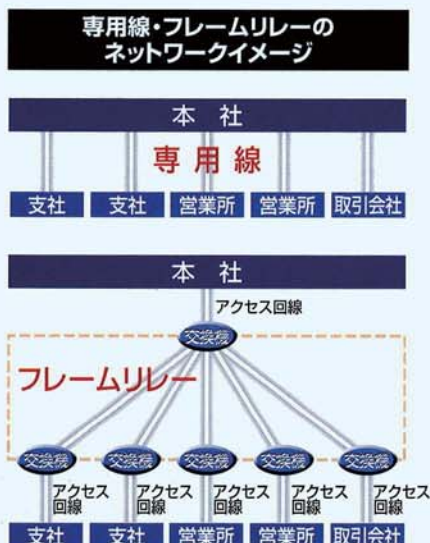 専用線・フレームリレーの
ネットワークイメージ
本 社
専用線
支社 支社 営業所 営業所 取引会社
本 社
アクセス回線
交換機
フレームリレー
交換機 交換機 交換機 交換機 交換機
アクセス アクセス アクセス アクセス アクセス
回線 回線 回線 回線 回線
支社 支社 営業所 営業所 取引会社